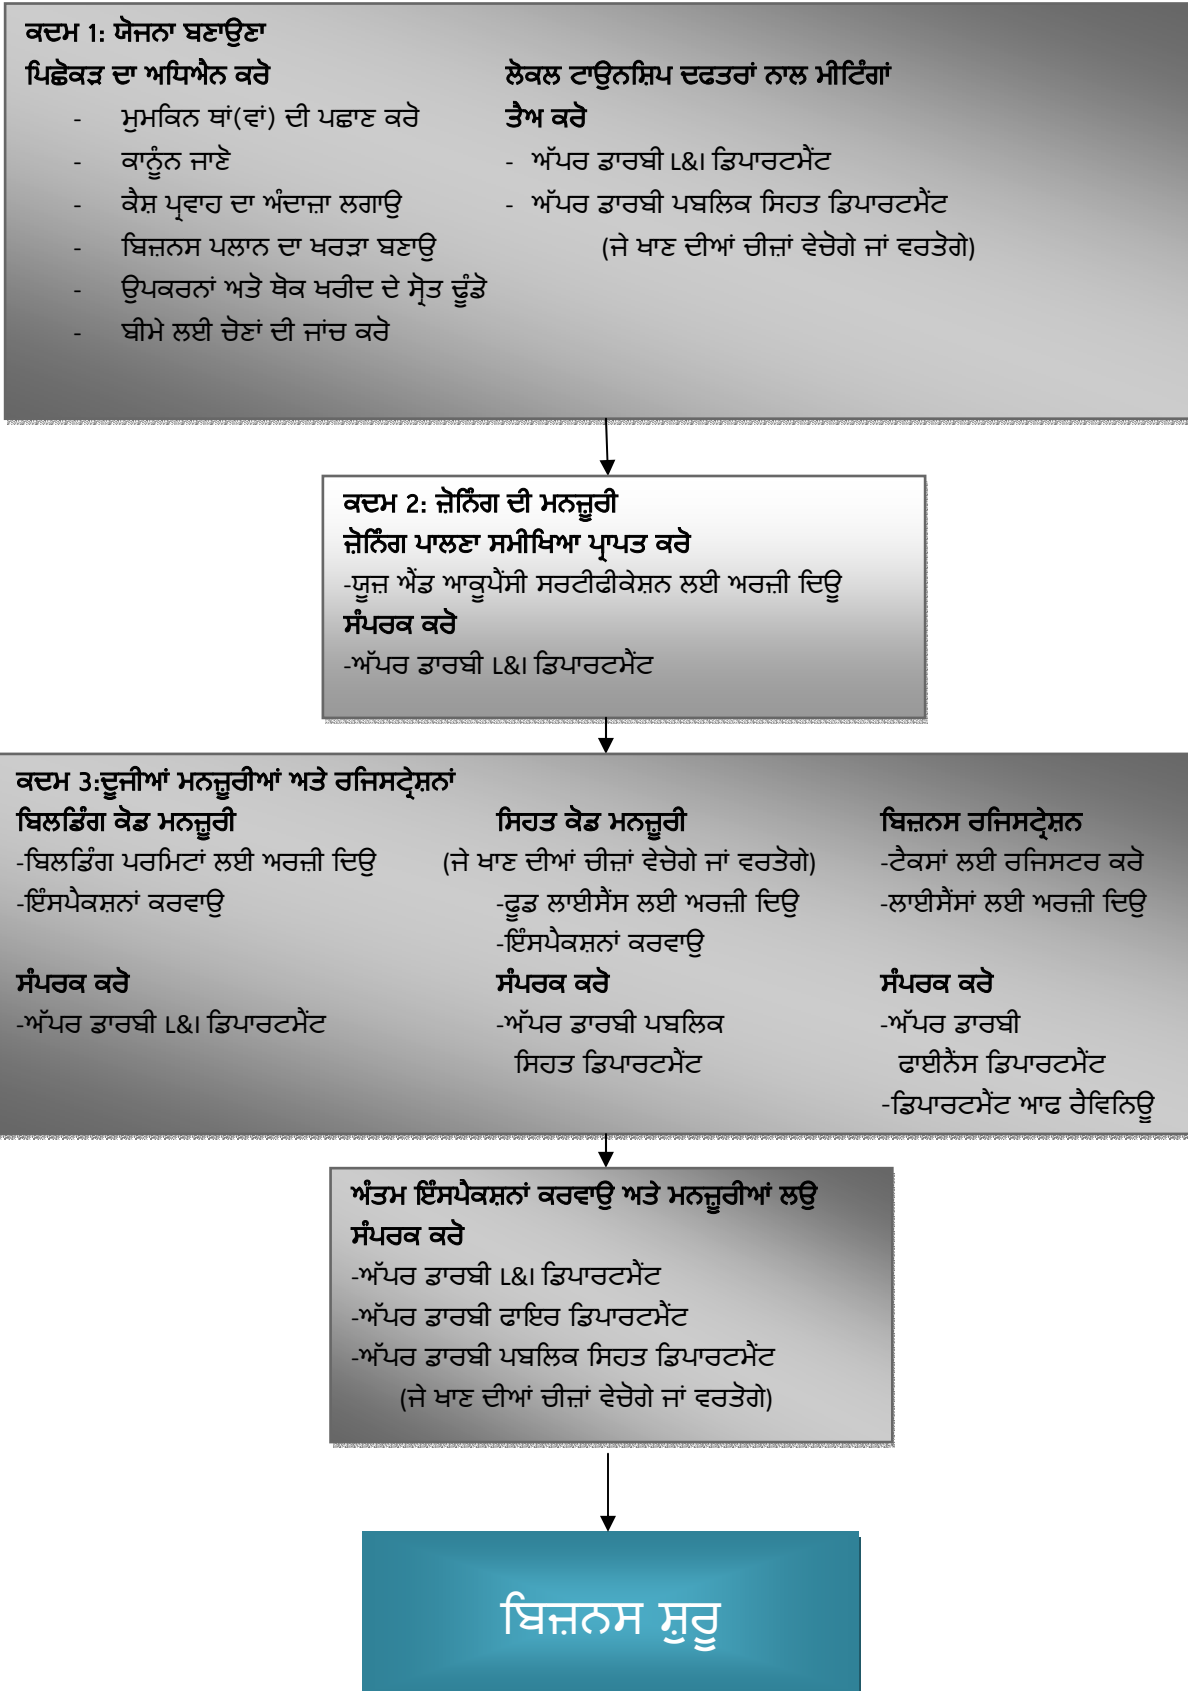 ਕਦਮ 1: ਯੋਜਨਾ ਬਣਾਉਣਾ
ਪਿਛੋਕੜ ਦਾ ਅਧਿਐਨ ਕਰੋ
- ਮੁਮਕਿਨ ਥਾਂ(ਵਾਂ) ਦੀ ਪਛਾਣ ਕਰੋ
- ਕਾਨੂੰਨ ਜਾਣੋ
- ਕੈਸ਼ ਪ੍ਰਵਾਹ ਦਾ ਅੰਦਾਜ਼ਾ ਲਗਾਉ
- ਬਿਜ਼ਨਸ ਪਲਾਨ ਦਾ ਖਰੜਾ ਬਣਾਉ
- ਉਪਕਰਨਾਂ ਅਤੇ ਥੋਕ ਖਰੀਦ ਦੇ ਸ੍ਰੋਤ ਢੂੰਡੋ
- ਬੀਮੇ ਲਈ ਚੋਣਾਂ ਦੀ ਜਾਂਚ ਕਰੋ
ਲੋਕਲ ਟਾਉਨਸ਼ਿਪ ਦਫਤਰਾਂ ਨਾਲ ਮੀਟਿੰਗਾਂ
ਤੈਅ ਕਰੋ
- ਅੱਪਰ ਡਾਰਬੀ L&I ਡਿਪਾਰਟਮੈਂਟ
- ਅੱਪਰ ਡਾਰਬੀ ਪਬਲਿਕ ਸਿਹਤ ਡਿਪਾਰਟਮੈਂਟ
(ਜੇ ਖਾਣ ਦੀਆਂ ਚੀਜ਼ਾਂ ਵੇਚੋਗੇ ਜਾਂ ਵਰਤੋਗੇ)
ਕਦਮ 2: ਜ਼ੋਨਿੰਗ ਦੀ ਮਨਜ਼ੂਰੀ
ਜ਼ੋਨਿੰਗ ਪਾਲਣਾ ਸਮੀਖਿਆ ਪ੍ਰਾਪਤ ਕਰੋ
-ਯੂਜ਼ ਐਂਡ ਆਕੂਪੈਂਸੀ ਸਰਟੀਫੀਕੇਸ਼ਨ ਲਈ ਅਰਜ਼ੀ ਦਿਉੂ
ਸੰਪਰਕ ਕਰੋ
-ਅੱਪਰ ਡਾਰਬੀ L&I ਡਿਪਾਰਟਮੈਂਟ
ਕਦਮ 3:ਦੂਜੀਆਂ ਮਨਜ਼ੂਰੀਆਂ ਅਤੇ ਰਜਿਸਟ੍ਰੇਸ਼ਨਾਂ
ਬਿਲਡਿੰਗ ਕੋਡ ਮਨਜ਼ੂਰੀ
-ਬਿਲਡਿੰਗ ਪਰਮਿਟਾਂ ਲਈ ਅਰਜ਼ੀ ਦਿਉ
-ਇੰਸਪੈਕਸ਼ਨਾਂ ਕਰਵਾਉ
ਸੰਪਰਕ ਕਰੋ
-ਅੱਪਰ ਡਾਰਬੀ L&I ਡਿਪਾਰਟਮੈਂਟ
ਸਿਹਤ ਕੋਡ ਮਨਜ਼ੂਰੀ
(ਜੇ ਖਾਣ ਦੀਆਂ ਚੀਜ਼ਾਂ ਵੇਚੋਗੇ ਜਾਂ ਵਰਤੋਗੇ)
-ਫੂਡ ਲਾਈਸੈਂਸ ਲਈ ਅਰਜ਼ੀ ਦਿਉ
-ਇੰਸਪੈਕਸ਼ਨਾਂ ਕਰਵਾਉ
ਸੰਪਰਕ ਕਰੋ
-ਅੱਪਰ ਡਾਰਬੀ ਪਬਲਿਕ
ਸਿਹਤ ਡਿਪਾਰਟਮੈਂਟ
ਬਿਜ਼ਨਸ ਰਜਿਸਟ੍ਰੇਸ਼ਨ
-ਟੈਕਸਾਂ ਲਈ ਰਜਿਸਟਰ ਕਰੋ
-ਲਾਈਸੈਂਸਾਂ ਲਈ ਅਰਜ਼ੀ ਦਿਉ
ਸੰਪਰਕ ਕਰੋ
-ਅੱਪਰ ਡਾਰਬੀ
ਫਾਈਨੈਂਸ ਡਿਪਾਰਟਮੈਂਟ
-ਡਿਪਾਰਟਮੈਂਟ ਆਫ ਰੈਵਿਨਿਊ
ਅੰਤਮ ਇੰਸਪੈਕਸ਼ਨਾਂ ਕਰਵਾਉ ਅਤੇ ਮਨਜ਼ੂਰੀਆਂ ਲਉ
ਸੰਪਰਕ ਕਰੋ
-ਅੱਪਰ ਡਾਰਬੀ L&I ਡਿਪਾਰਟਮੈਂਟ
-ਅੱਪਰ ਡਾਰਬੀ ਫਾਇਰ ਡਿਪਾਰਟਮੈਂਟ
-ਅੱਪਰ ਡਾਰਬੀ ਪਬਲਿਕ ਸਿਹਤ ਡਿਪਾਰਟਮੈਂਟ
(ਜੇ ਖਾਣ ਦੀਆਂ ਚੀਜ਼ਾਂ ਵੇਚੋਗੇ ਜਾਂ ਵਰਤੋਗੇ)
ਬਿਜ਼ਨਸ ਸ਼ੁਰੂ